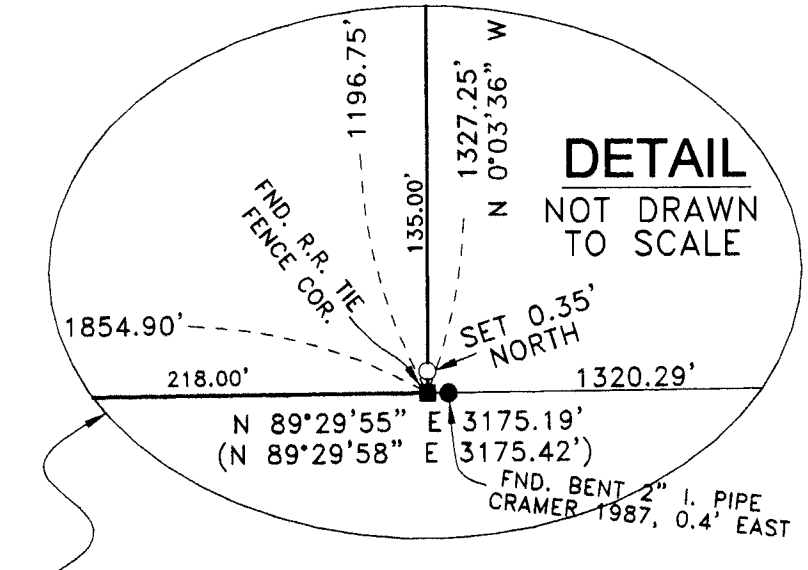 1196.75'
1327.25'
N 0°03'36" W
135.00'
DETAIL
NOT DRAWN
TO SCALE
FND. R.R. TIE
FENCE COR.
SET 0.35'
NORTH
1854.90'
218.00'
1320.29'
N 89°29'55" E 3175.19'
(N 89°29'58" E 3175.42')
FND. BENT 2" I. PIPE
CRAMER 1987, 0.4' EAST